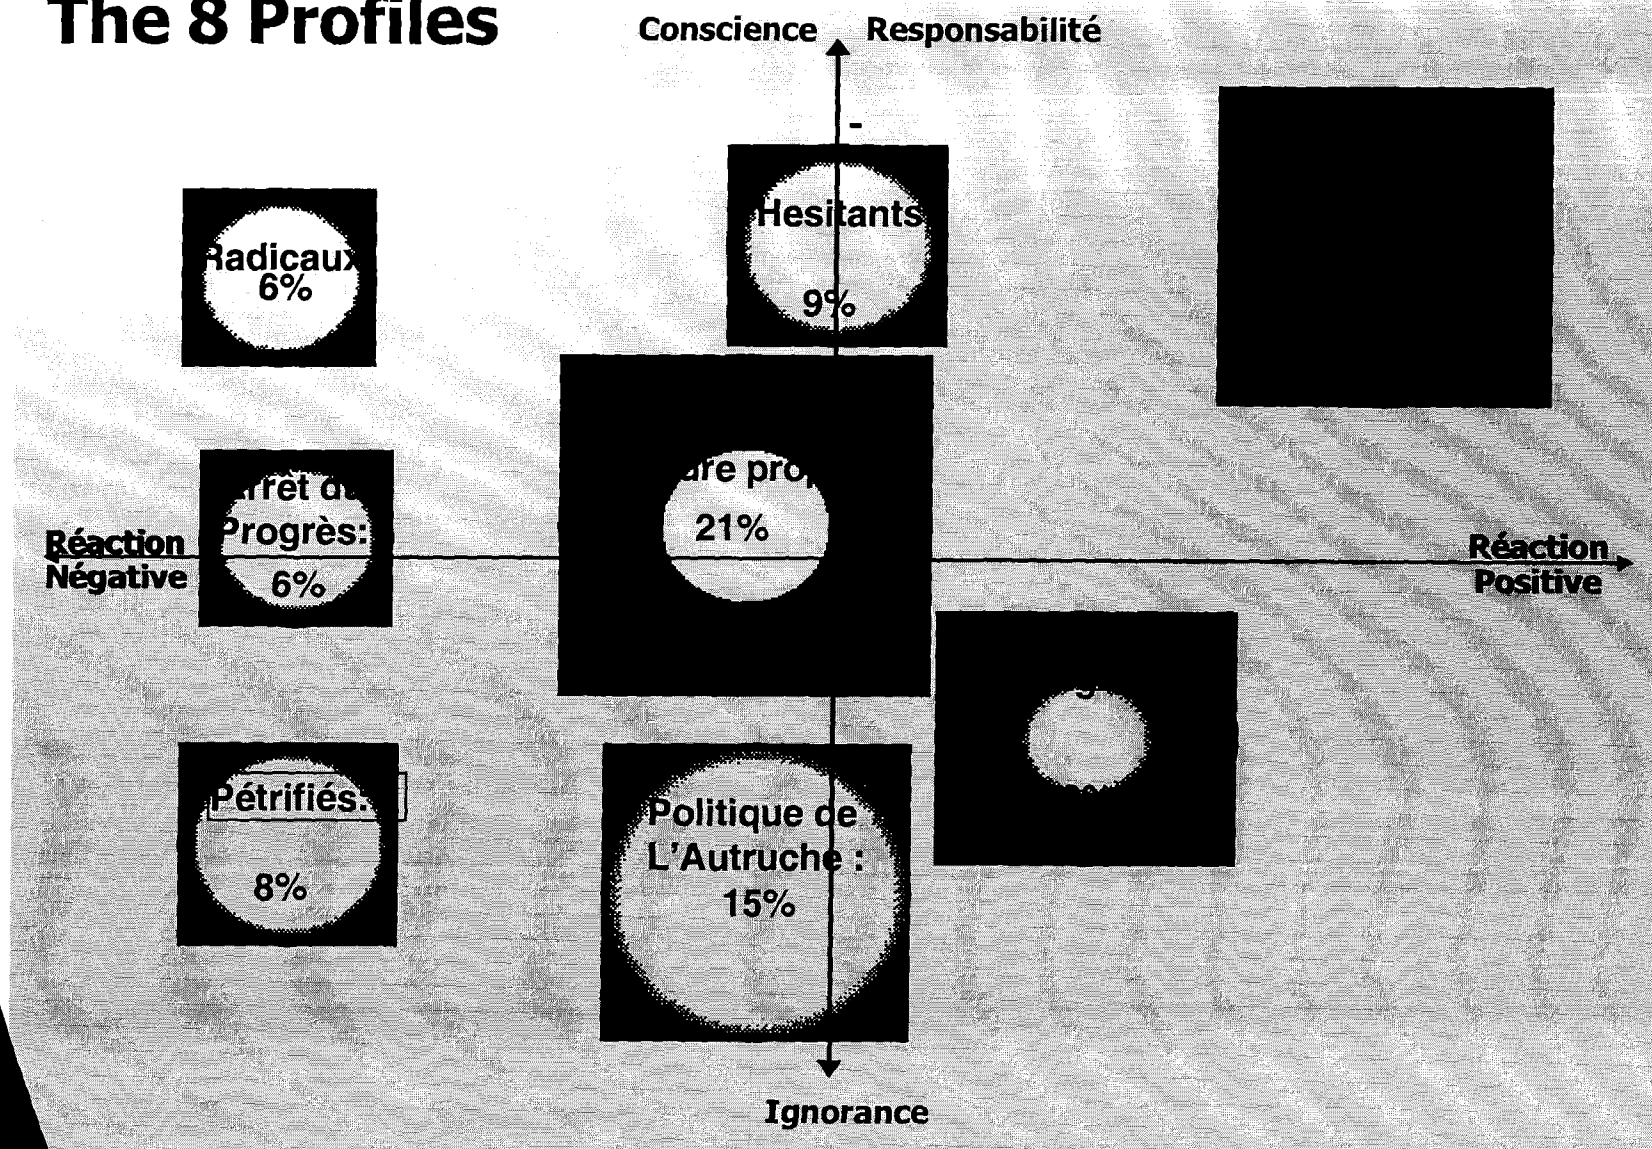 The 8 Profiles
Conscience Responsabilité
-
Hesitants
9%
Radicaux
6%
Progrès:
6%
21%
Réaction
Négative
Réaction
Positive
Pétrifiés:
8%
Politique de
L'Autruche :
15%
Ignorance